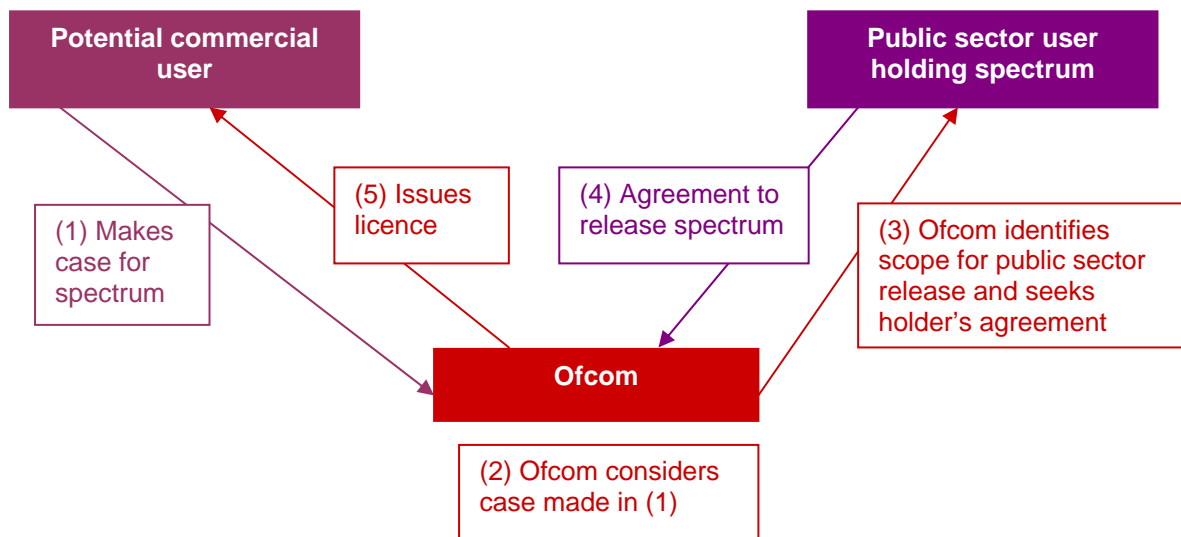 Potential commercial
user
Public sector user
holding spectrum
(5) Issues
licence
(4) Agreement to
release spectrum
(1) Makes
case for
spectrum
(3) Ofcom identifies
scope for public sector
release and seeks
holder’s agreement
Ofcom
(2) Ofcom considers
case made in (1)